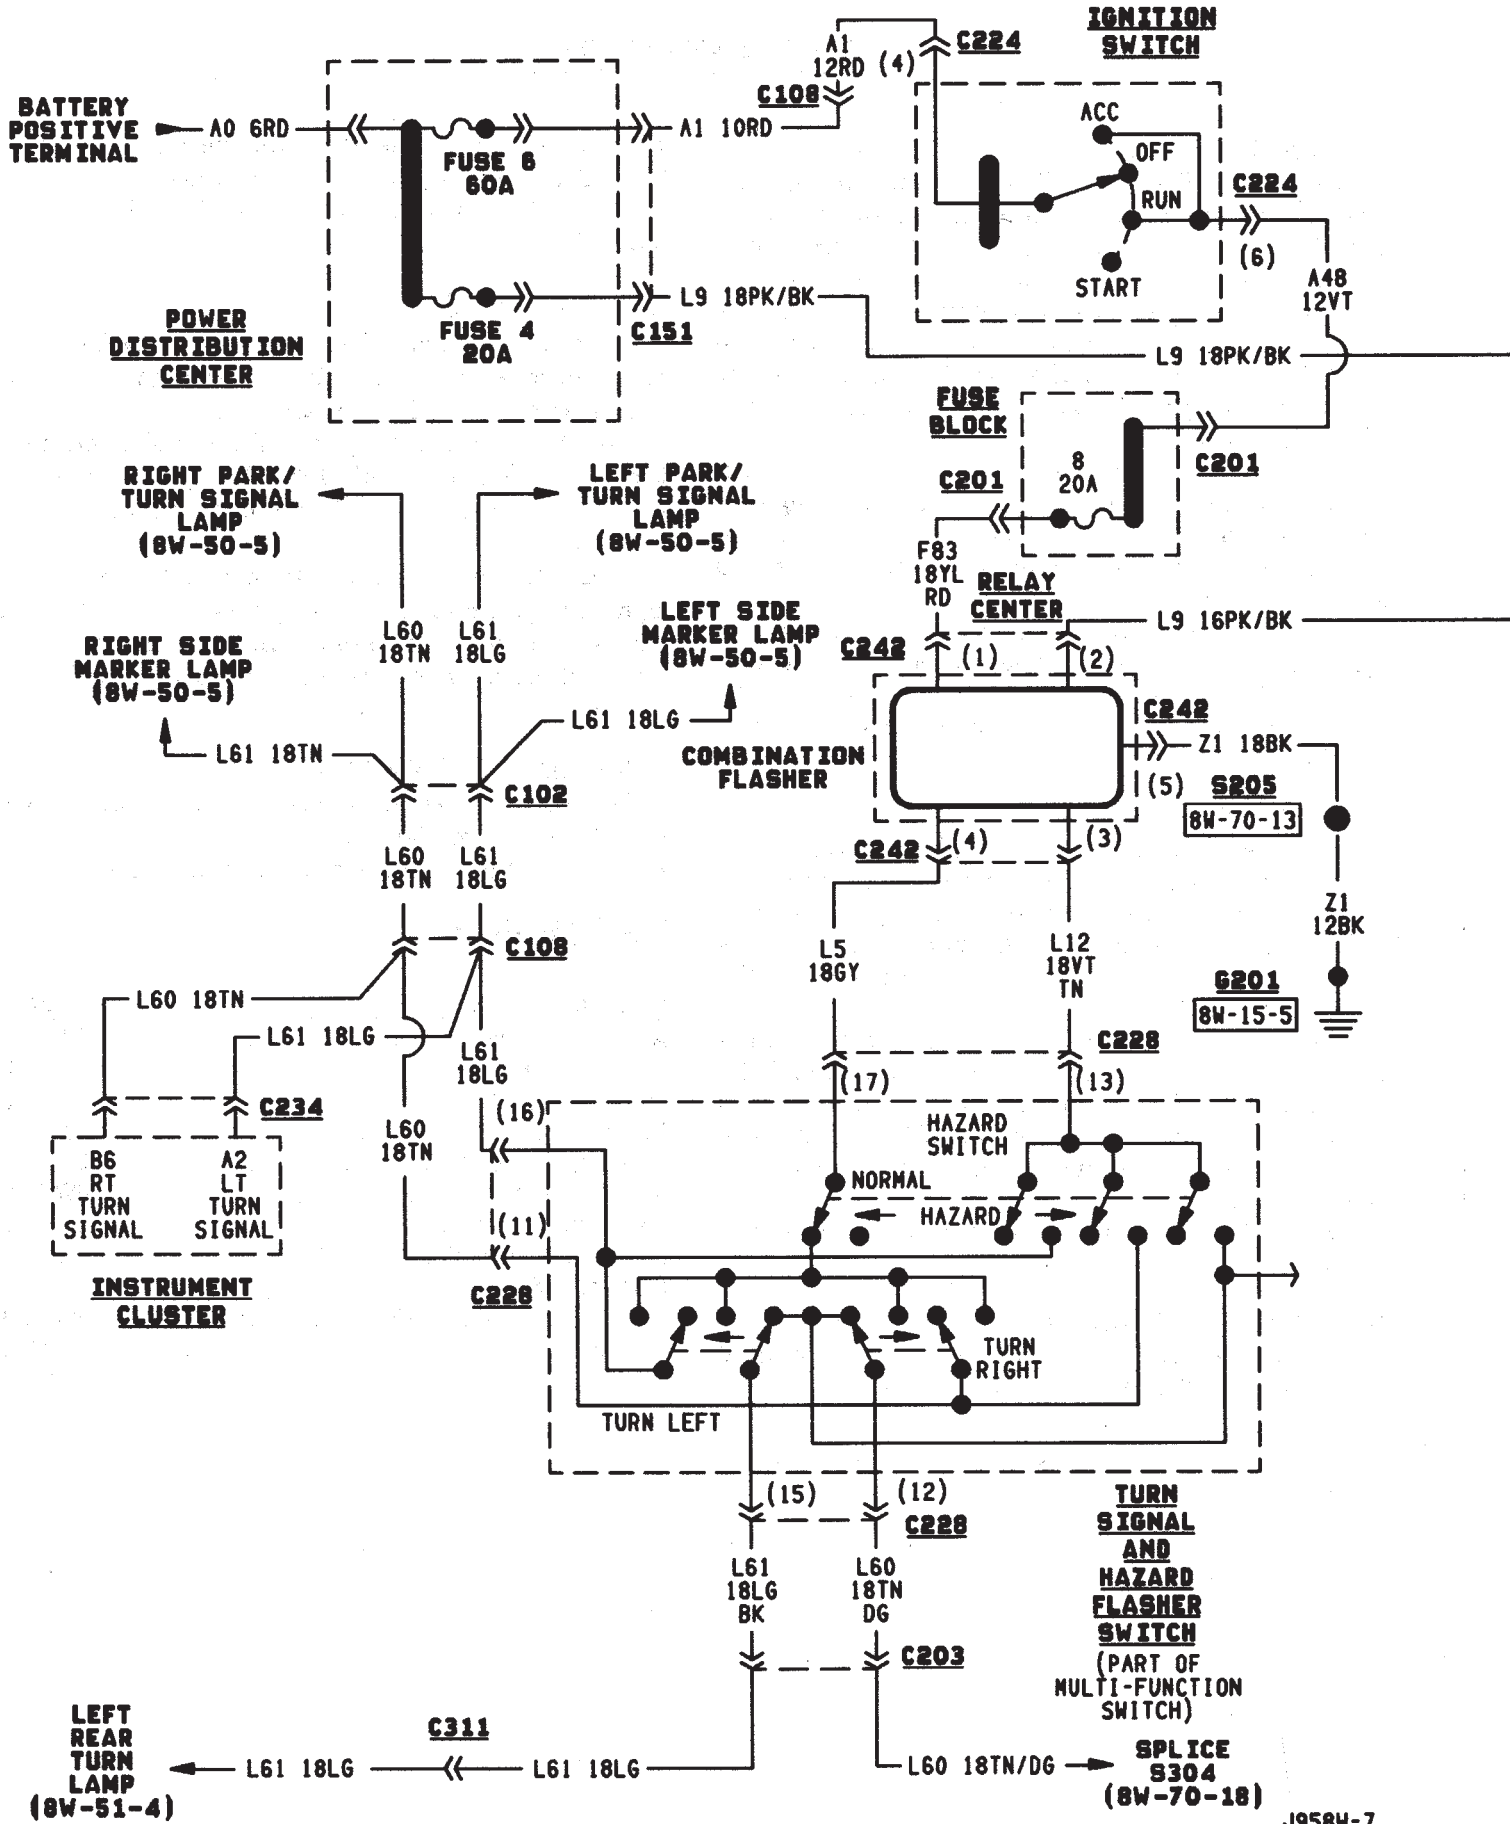 IGNITION
SWITCH
A1
12RD
(4)
C224
C108
BATTERY
POSITIVE
TERMINAL
A0 6RD
FUSE 6
60A
A1 10RD
ACC
OFF
RUN
START
C224
(6)
A48
12VT
POWER
DISTRIBUTION
CENTER
FUSE 4
20A
L9 18PK/BK
C151
L9 18PK/BK
FUSE
BLOCK
8
20A
C201
C201
F83
18YL
RD
RELAY
CENTER
RIGHT PARK/
TURN SIGNAL
LAMP
(8W-50-5)
LEFT PARK/
TURN SIGNAL
LAMP
(8W-50-5)
L60
18TN
L61
18LG
LEFT SIDE
MARKER LAMP
(8W-50-5)
RIGHT SIDE
MARKER LAMP
(8W-50-5)
L61 18TN
L61 18LG
C102
C242
(1)
(2)
L9 16PK/BK
COMBINATION
FLASHER
C242
Z1 18BK
(5)
S205
8W-70-13
C242
(4)
(3)
L60
18TN
L61
18LG
C108
L5
18GY
L12
18VT
TN
Z1
12BK
G201
8W-15-5
L60 18TN
L61 18LG
L61
18LG
C228
(17)
(13)
C234
B6
RT
TURN
SIGNAL
A2
LT
TURN
SIGNAL
INSTRUMENT
CLUSTER
L60
18TN
(16)
(11)
C228
HAZARD
SWITCH
NORMAL
HAZARD
TURN
RIGHT
TURN LEFT
(15)
(12)
C228
L61
18LG
BK
L60
18TN
DG
C203
TURN
SIGNAL
AND
HAZARD
FLASHER
SWITCH
(PART OF
MULTI-FUNCTION
SWITCH)
LEFT
REAR
TURN
LAMP
(8W-51-4)
L61 18LG
C311
L61 18LG
L60 18TN/DG
SPLICE
S304
(8W-70-18)
J958W-7